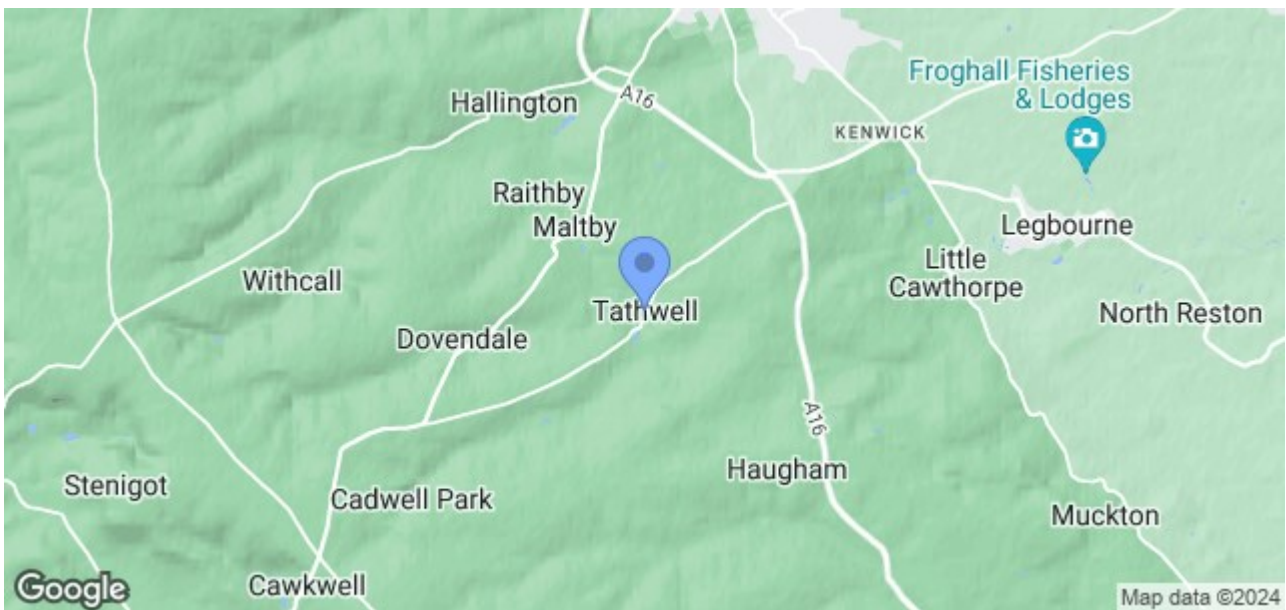 Froghall Fisheries
& Lodges
Hallington
A16
KENWICK
Raithby
Maltby
Legbourne
Withcall
Little
Cawthorpe
Tathwell
North Reston
Dovendale
A16
Haugham
Stenigot
Cadwell Park
Muckton
Cawkwell
Google
Map data ©2024